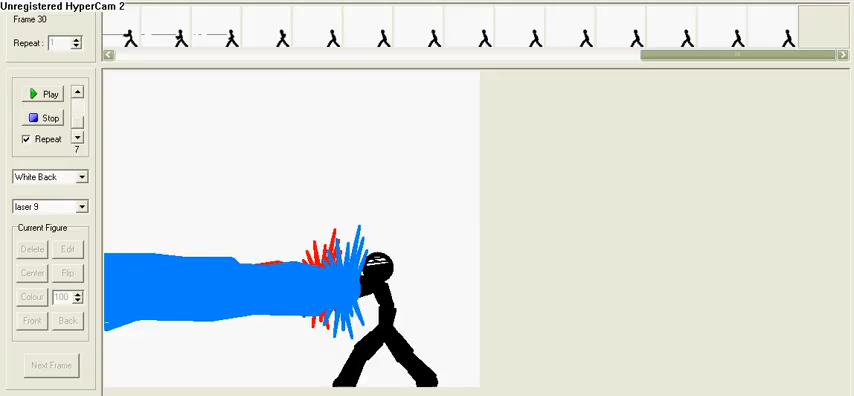 Unregistered HyperCam 2
Frame 30
Repeat : 1
Play
Stop
Repeat
7
White Back
laser 9
Current Figure
Delete Edit
Center Flip
Colour 100
Front Back
Next Frame